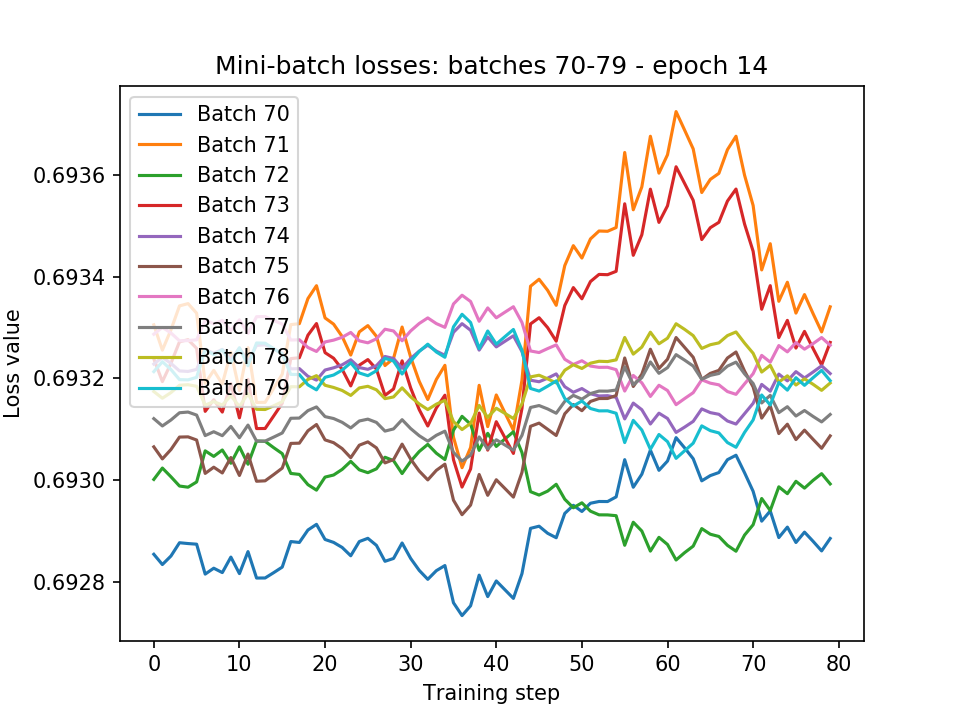 Mini-batch losses: batches 70-79 - epoch 14
Batch 70
Batch 71
Batch 72
Batch 73
Batch 74
Batch 75
Batch 76
Batch 77
Batch 78
Batch 79
0.6936
0.6934
0.6932
0.6930
0.6928
Loss value
0 10 20 30 40 50 60 70 80
Training step